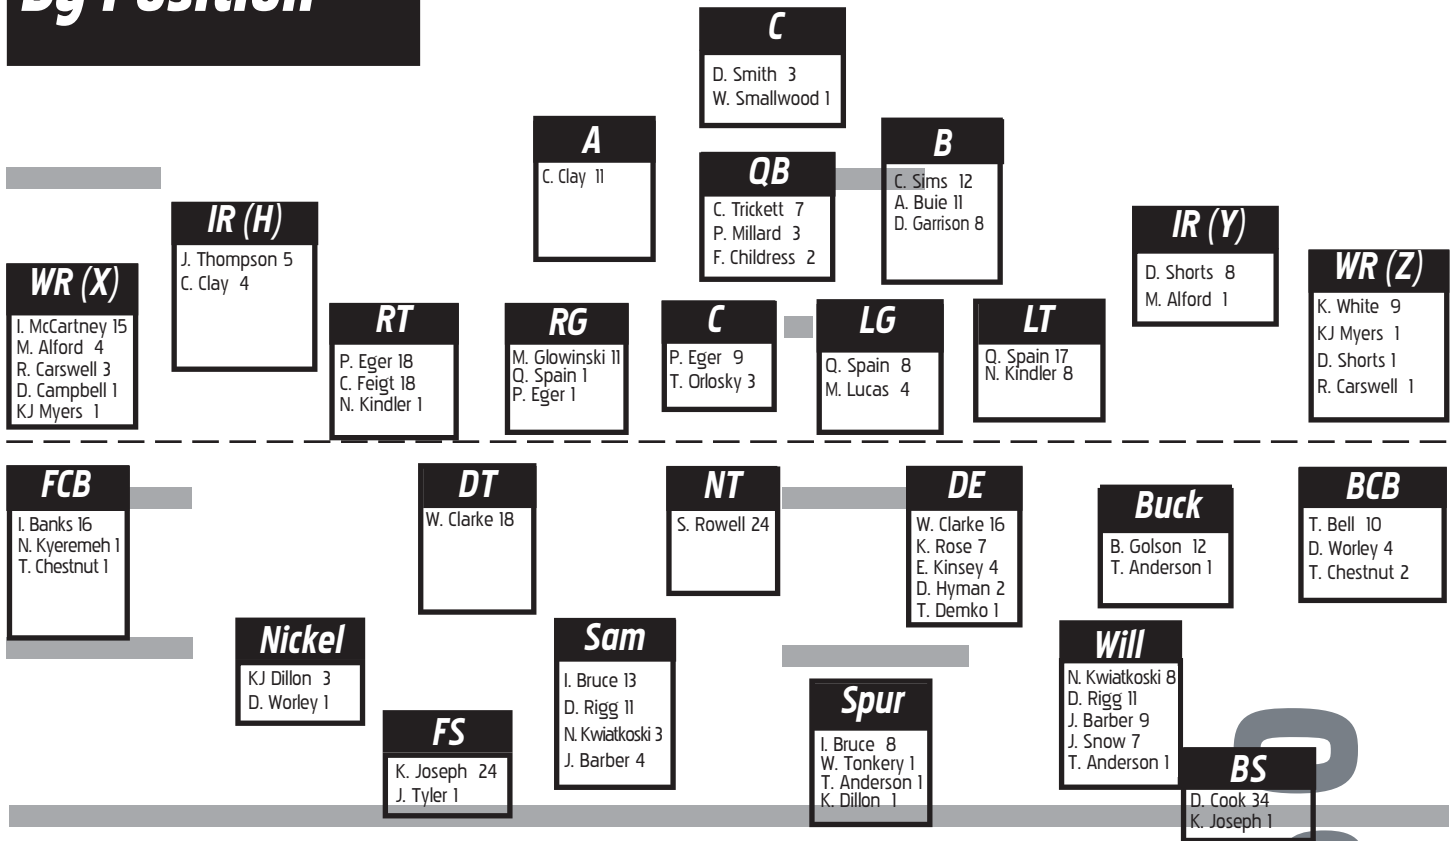 By Position
C
D. Smith 3
W. Smallwood 1
A
C. Clay 11
QB
C. Trickett 7
P. Millard 3
F. Childress 2
B
C. Sims 12
A. Buie 11
D. Garrison 8
IR (H)
J. Thompson 5
C. Clay 4
IR (Y)
D. Shorts 8
M. Alford 1
WR (X)
I. McCartney 15
M. Alford 4
R. Carswell 3
D. Campbell 1
KJ Myers 1
RT
P. Eger 18
C. Feigt 18
N. Kindler 1
RG
M. Glowinski 11
Q. Spain 1
P. Eger 1
C
P. Eger 9
T. Orlosky 3
LG
Q. Spain 8
M. Lucas 4
LT
Q. Spain 17
N. Kindler 8
WR (Z)
K. White 9
KJ Myers 1
D. Shorts 1
R. Carswell 1
FCB
I. Banks 16
N. Kyeremeh 1
T. Chestnut 1
DT
W. Clarke 18
NT
S. Rowell 24
DE
W. Clarke 16
K. Rose 7
E. Kinsey 4
D. Hyman 2
T. Demko 1
Buck
B. Golson 12
T. Anderson 1
BCB
T. Bell 10
D. Worley 4
T. Chestnut 2
Nickel
KJ Dillon 3
D. Worley 1
FS
K. Joseph 24
J. Tyler 1
Sam
I. Bruce 13
D. Rigg 11
N. Kwiatkoski 3
J. Barber 4
Spur
I. Bruce 8
W. Tonkery 1
T. Anderson 1
K. Dillon 1
Will
N. Kwiatkoski 8
D. Rigg 11
J. Barber 9
J. Snow 7
T. Anderson 1
BS
D. Cook 34
K. Joseph 1